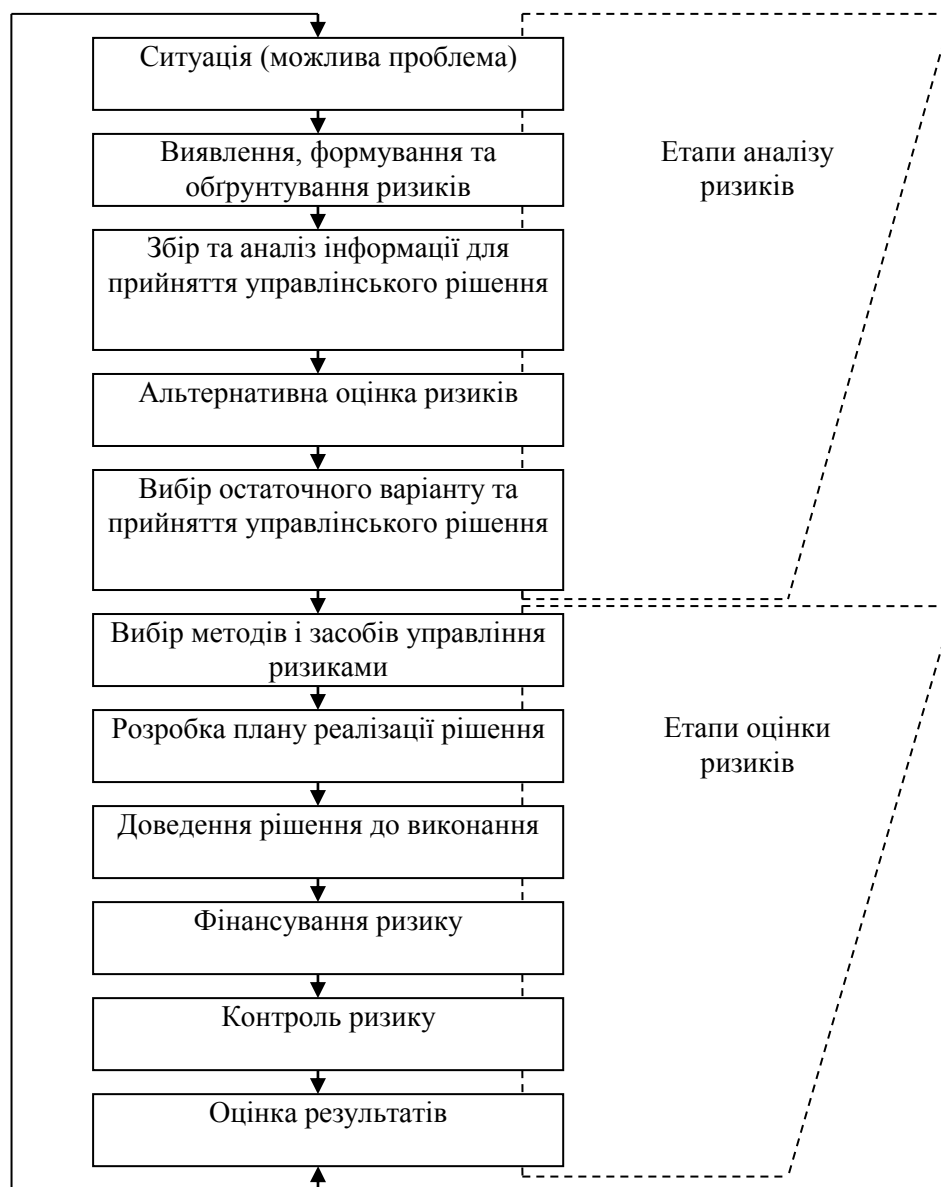 Ситуація (можлива проблема)
Виявлення, формування та
обґрунтування ризиків
Збір та аналіз інформації для
прийняття управлінського рішення
Альтернативна оцінка ризиків
Вибір остаточного варіанту та
прийняття управлінського рішення
Етапи аналізу
ризиків
Вибір методів і засобів управління
ризиками
Розробка плану реалізації рішення
Доведення рішення до виконання
Фінансування ризику
Контроль ризику
Оцінка результатів
Етапи оцінки
ризиків